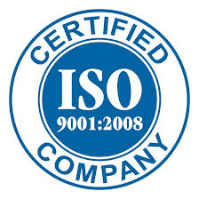 CERTIFIED
ISO
9001:2008
COMPANY